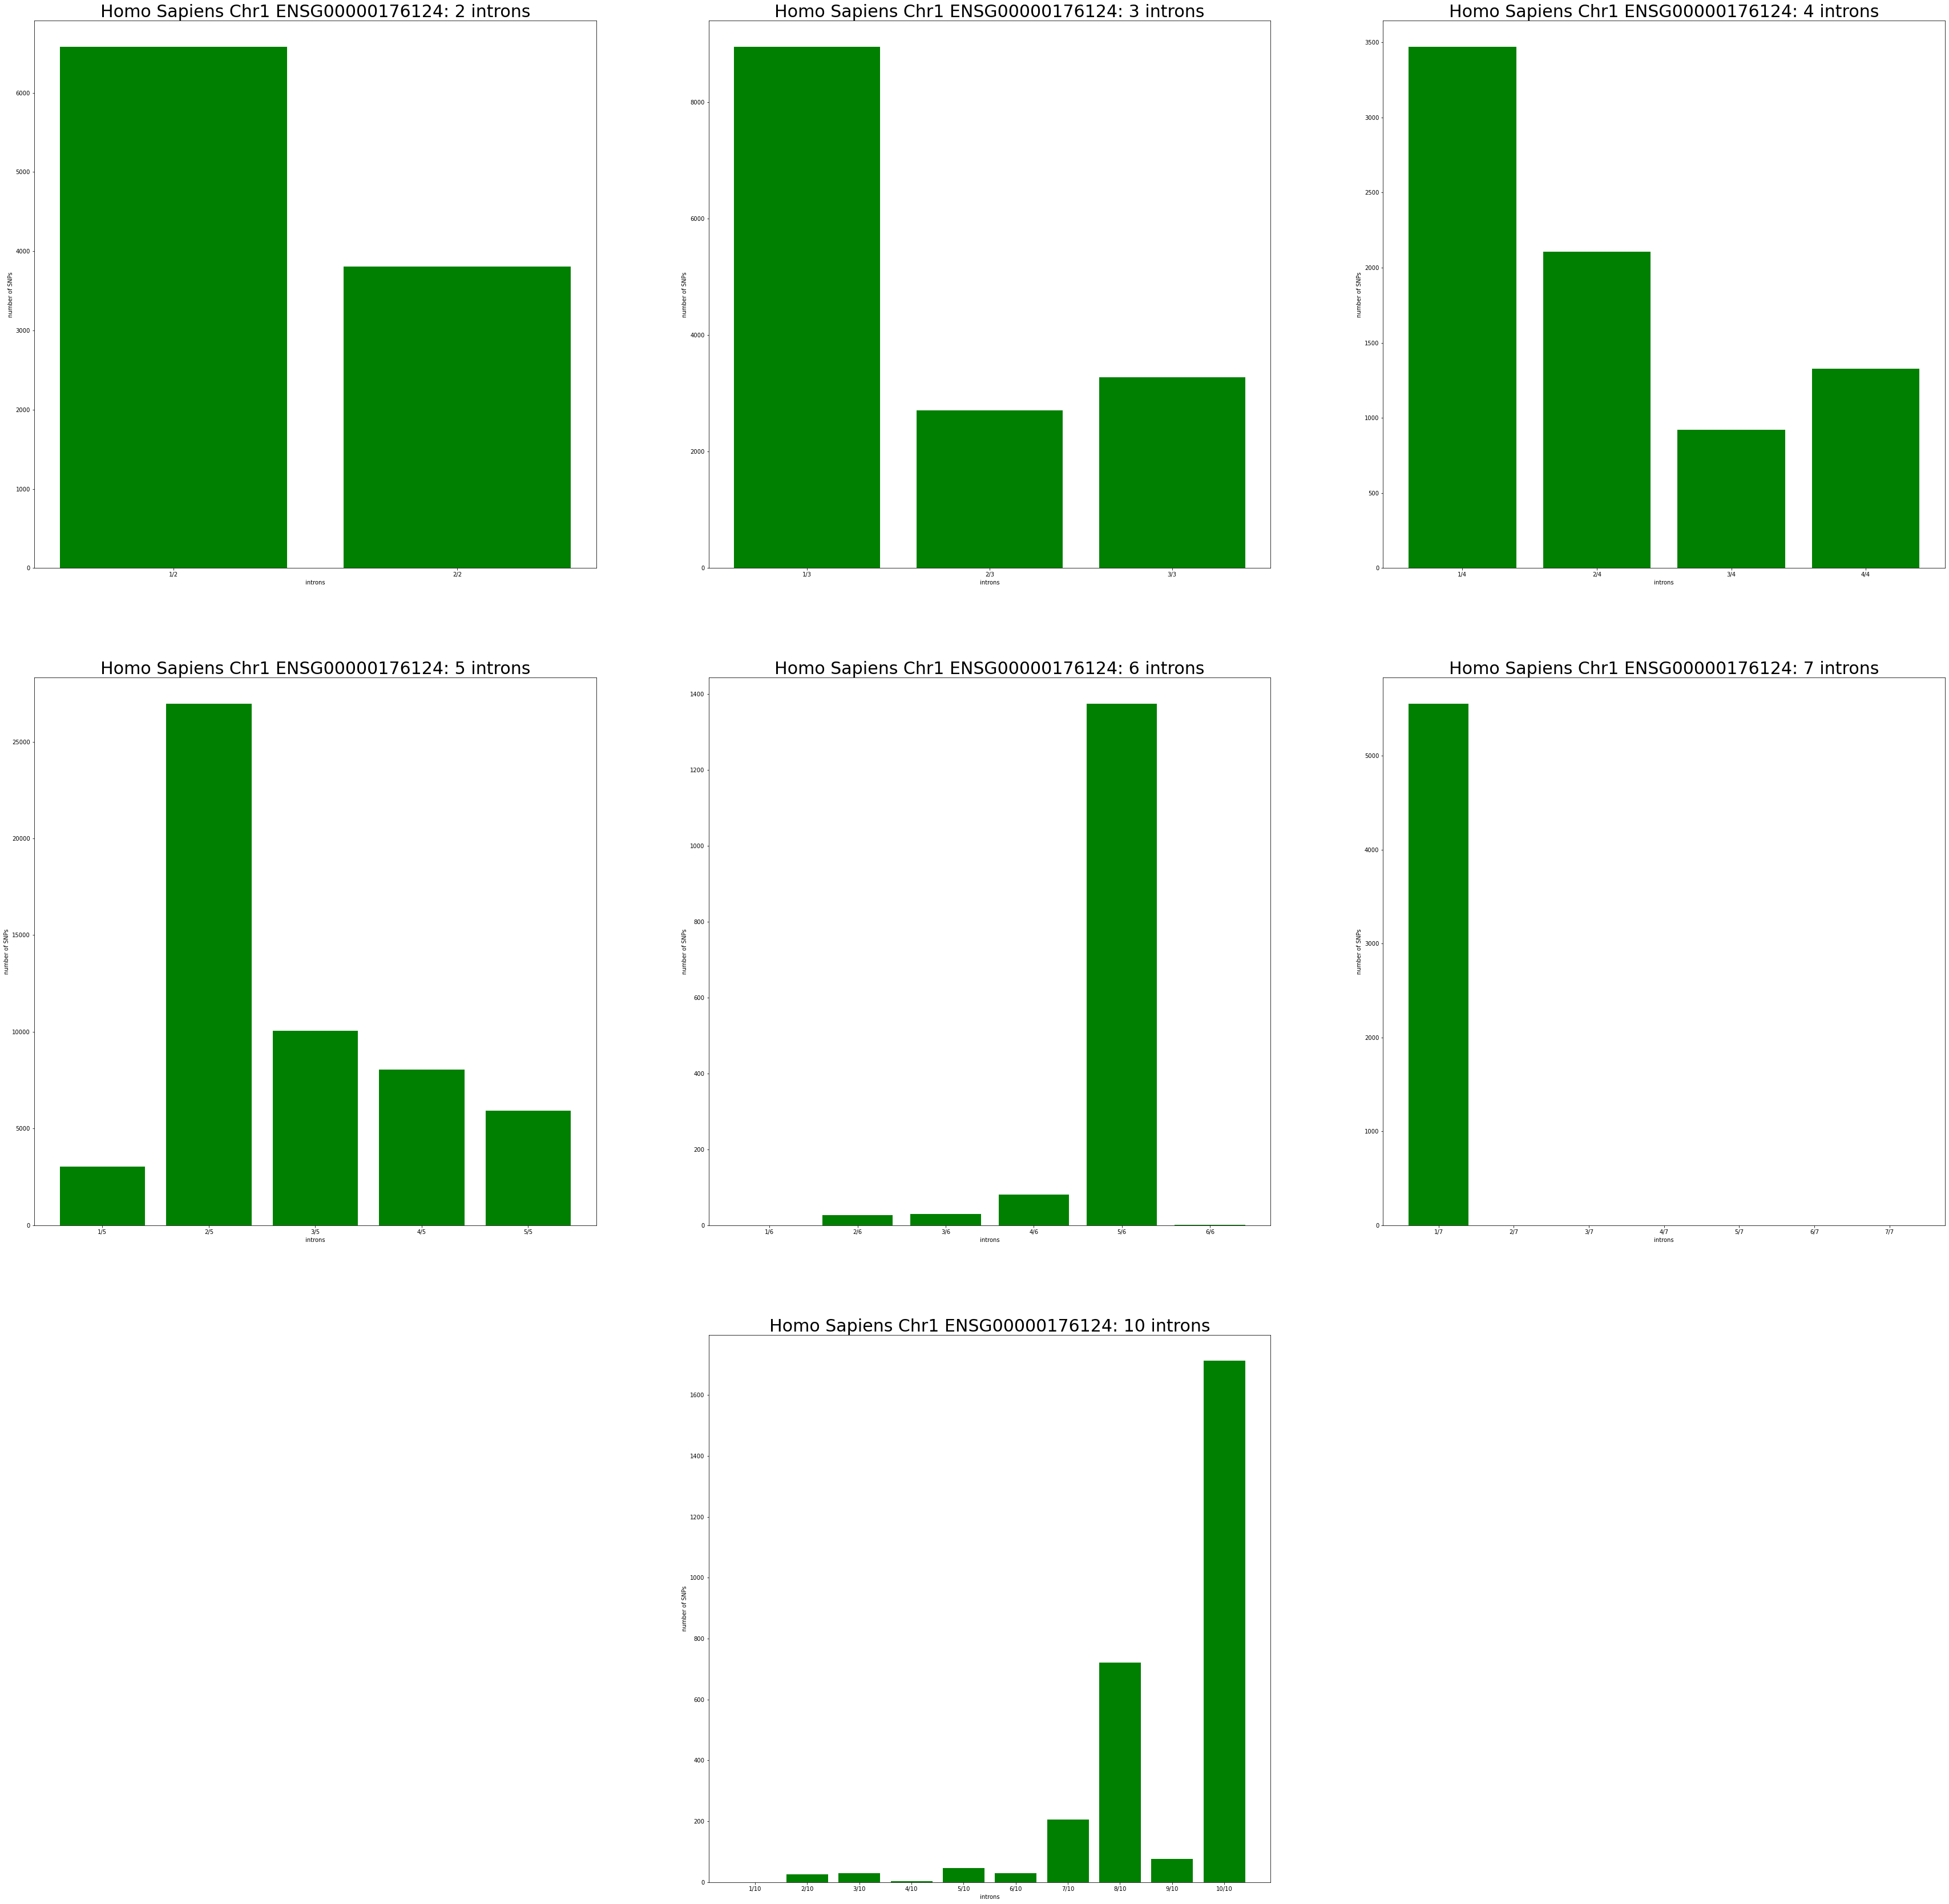 Homo Sapiens Chr1 ENSG00000176124: 2 introns
number of SNPs
6000
5000
4000
3000
2000
1000
0
1/2 2/2
introns
Homo Sapiens Chr1 ENSG00000176124: 3 introns
number of SNPs
8000
6000
4000
2000
0
1/3 2/3 3/3
introns
Homo Sapiens Chr1 ENSG00000176124: 4 introns
number of SNPs
3500
3000
2500
2000
1500
1000
500
0
1/4 2/4 3/4 4/4
introns
Homo Sapiens Chr1 ENSG00000176124: 5 introns
number of SNPs
25000
20000
15000
10000
5000
0
1/5 2/5 3/5 4/5 5/5
introns
Homo Sapiens Chr1 ENSG00000176124: 6 introns
number of SNPs
1400
1200
1000
800
600
400
200
0
1/6 2/6 3/6 4/6 5/6 6/6
introns
Homo Sapiens Chr1 ENSG00000176124: 7 introns
number of SNPs
5000
4000
3000
2000
1000
0
1/7 2/7 3/7 4/7 5/7 6/7 7/7
introns
Homo Sapiens Chr1 ENSG00000176124: 10 introns
number of SNPs
1600
1400
1200
1000
800
600
400
200
0
1/10 2/10 3/10 4/10 5/10 6/10 7/10 8/10 9/10 10/10
introns